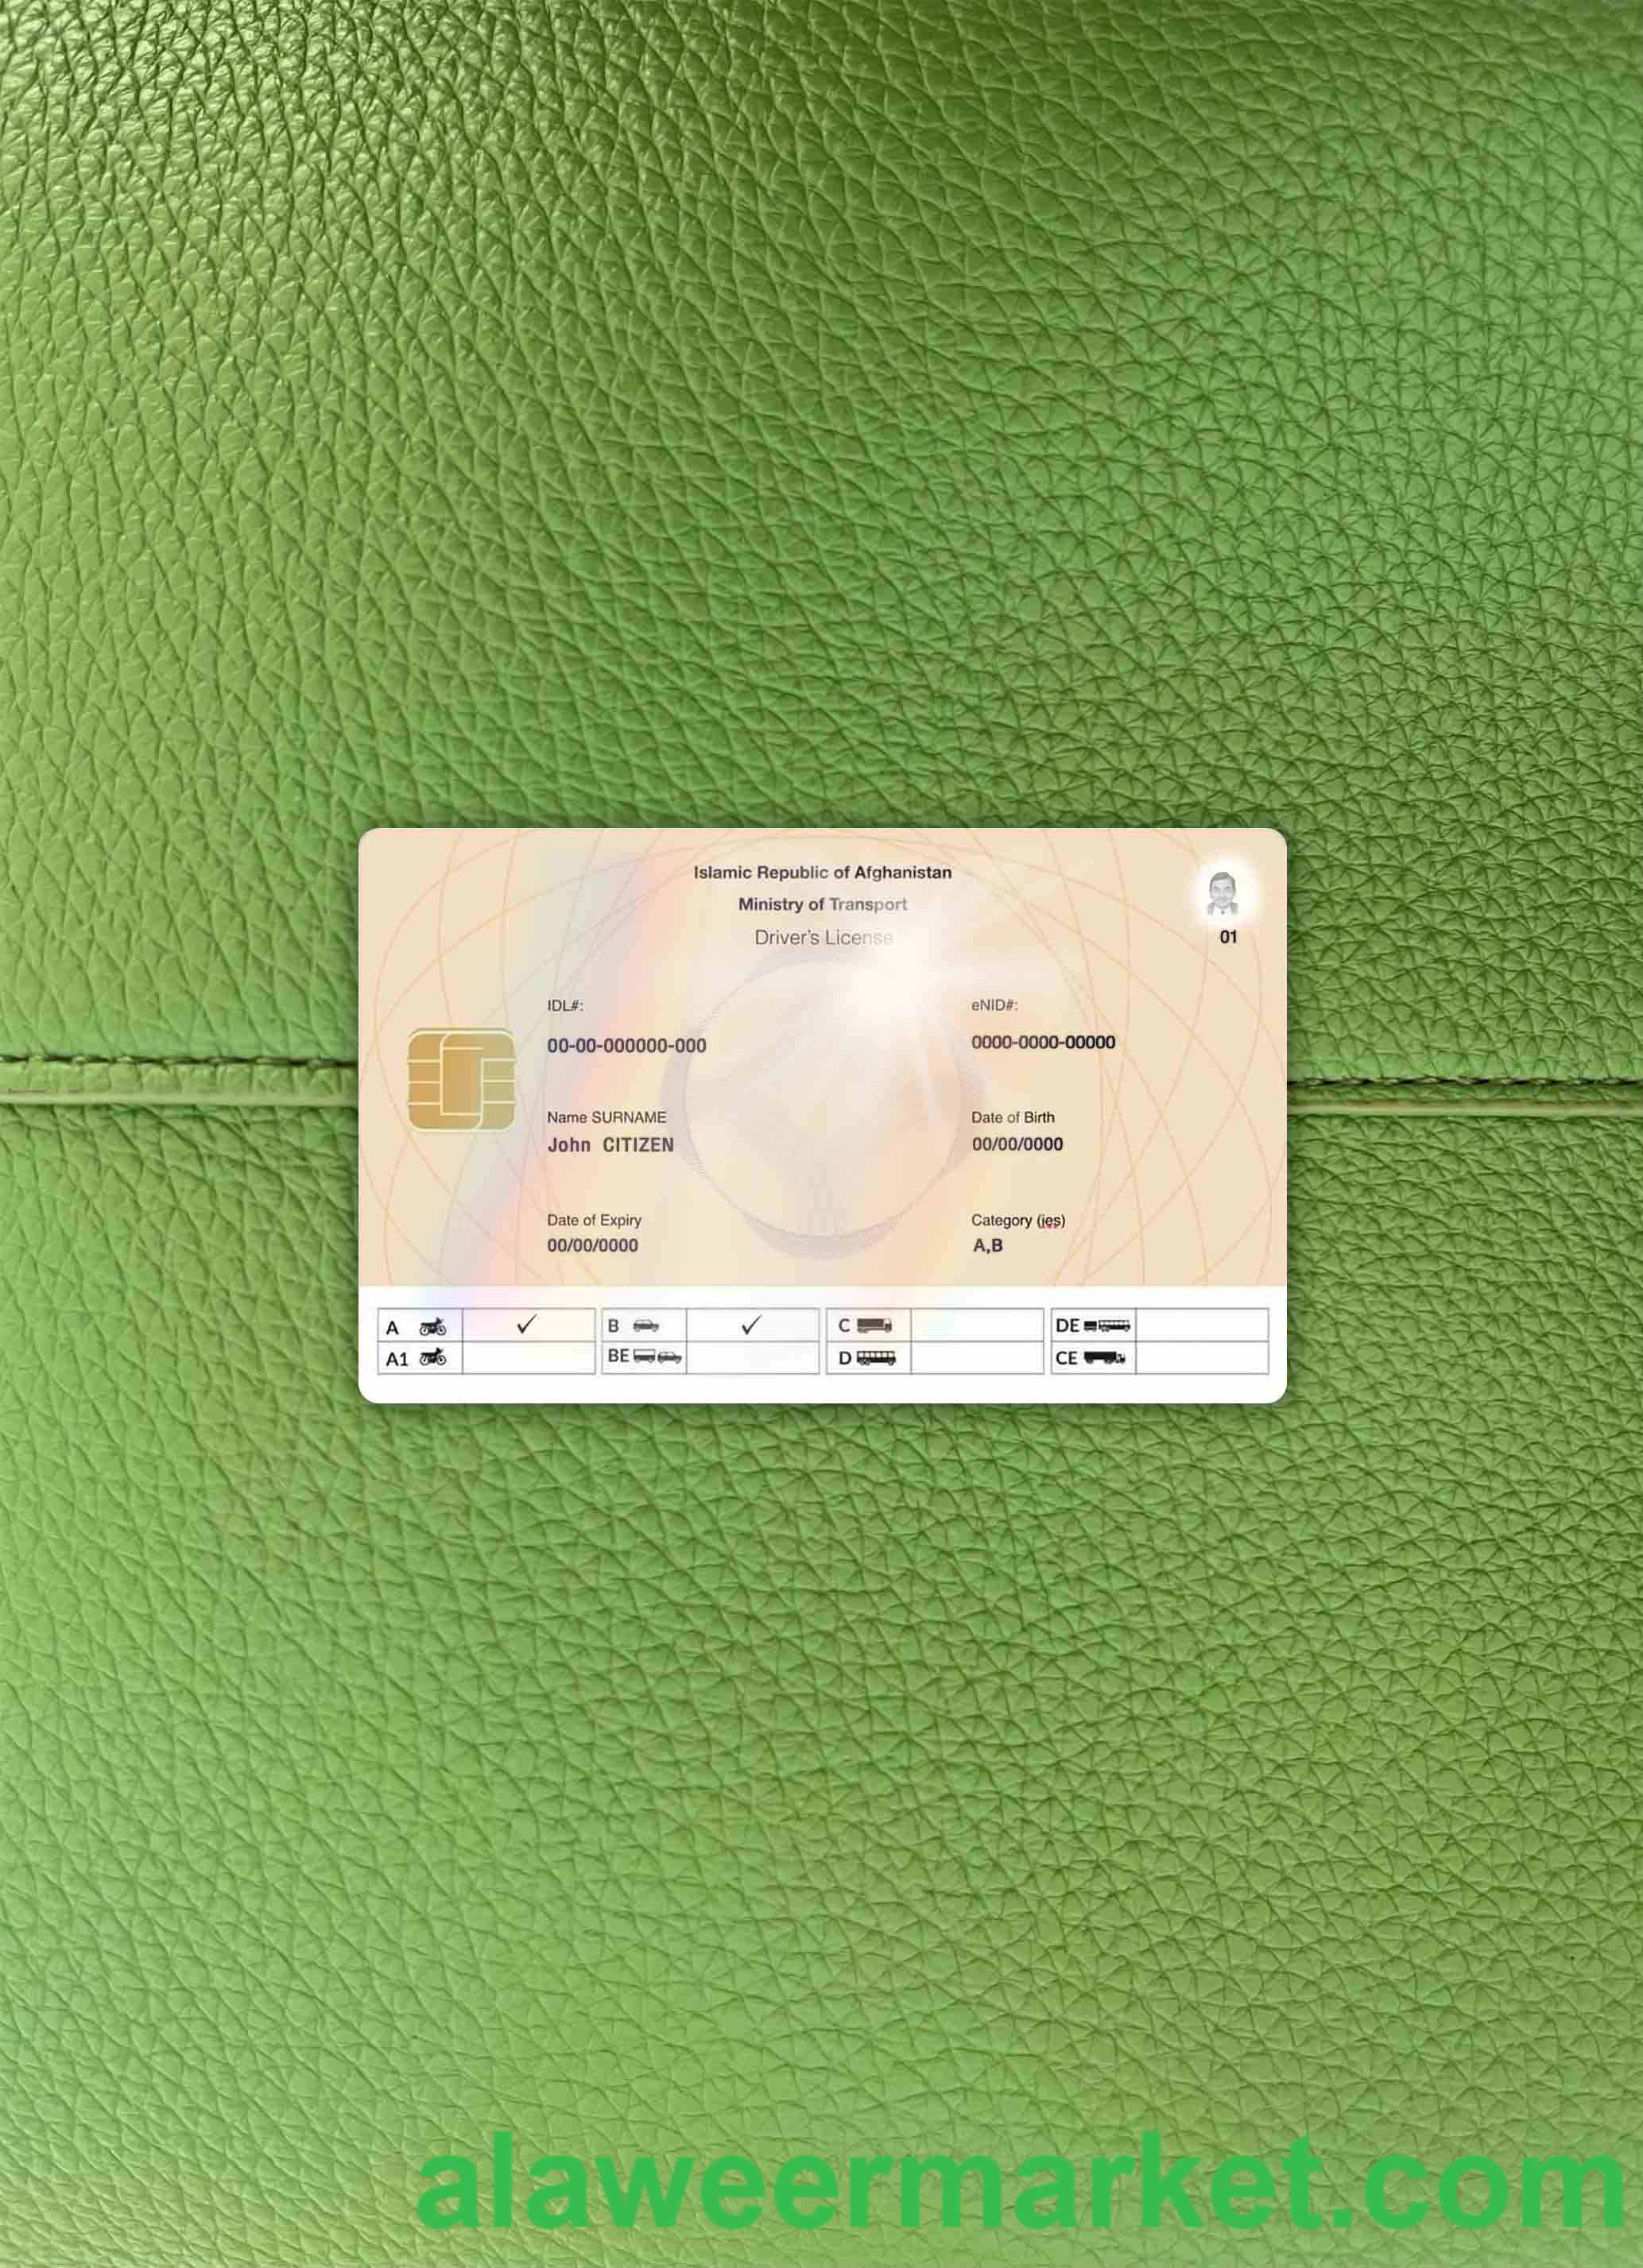 Islamic Republic of Afghanistan
Ministry of Transport
Driver's License
01
IDL#:
00-00-000000-000
eNID#:
0000-0000-00000
Name SURNAME
John CITIZEN
Date of Birth
00/00/0000
Date of Expiry
00/00/0000
Category (ies)
A,B
A ✓ B ✓ C DE
A1 BE D CE
alaweermarket.com